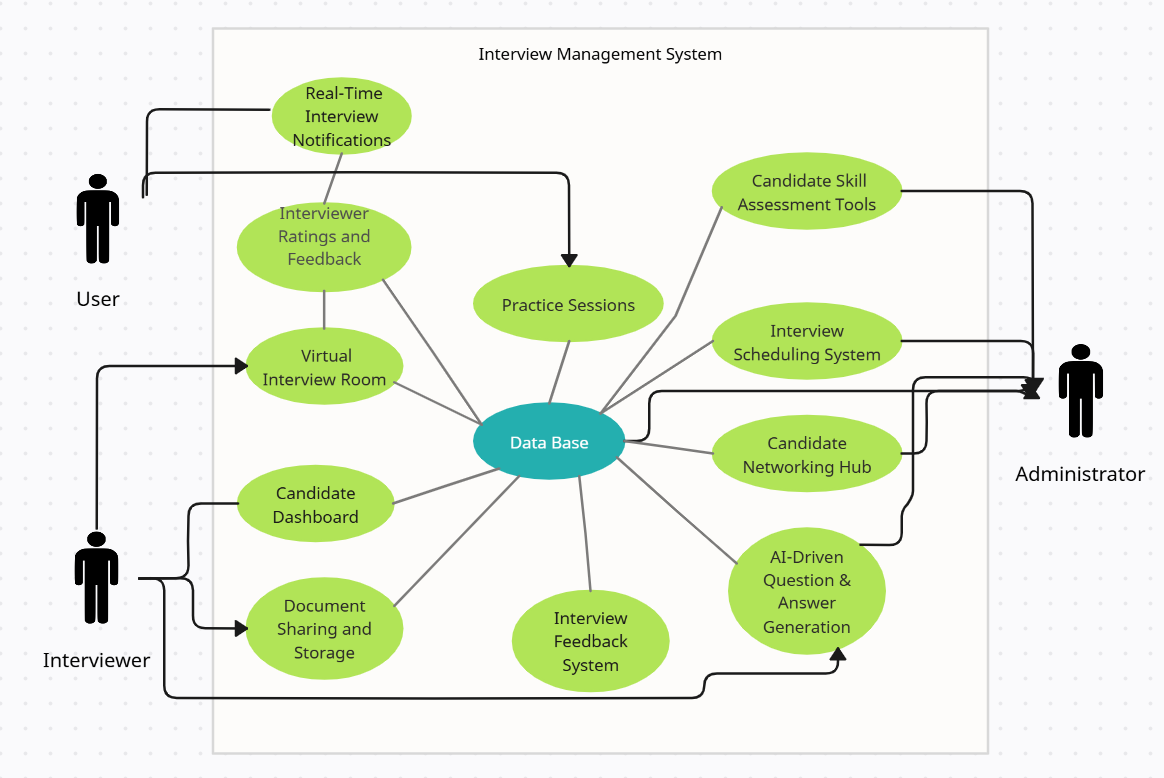 Interview Management System
Real-Time
Interview
Notifications
Candidate Skill
Assessment Tools
Interviewer
Ratings and
Feedback
User
Practice Sessions
Interview
Scheduling System
Virtual
Interview Room
Data Base
Candidate
Networking Hub
Administrator
Candidate
Dashboard
AI-Driven
Question &
Answer
Generation
Document
Sharing and
Storage
Interview
Feedback
System
Interviewer